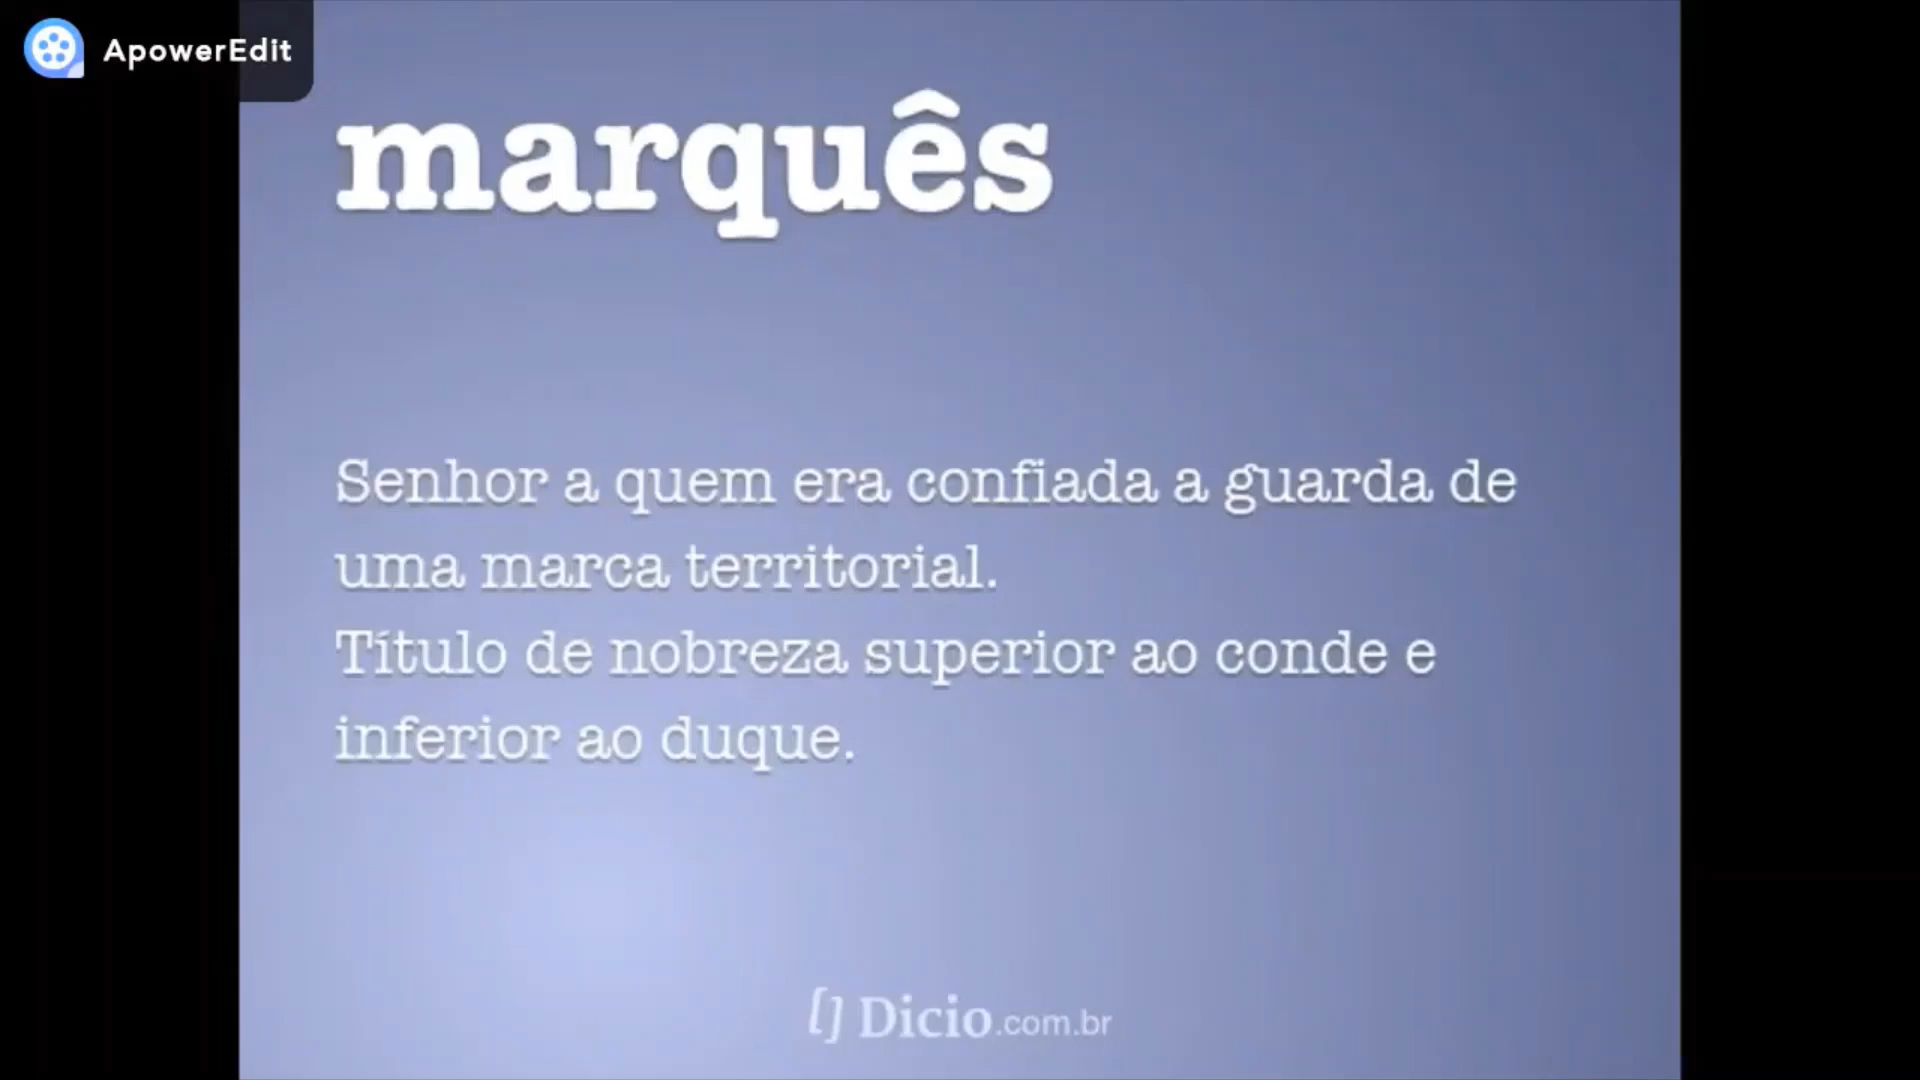 ApowerEdit
marquês
Senhor a quem era confiada a guarda de
uma marca territorial.
Título de nobreza superior ao conde e
inferior ao duque.
[] Dicio.com.br